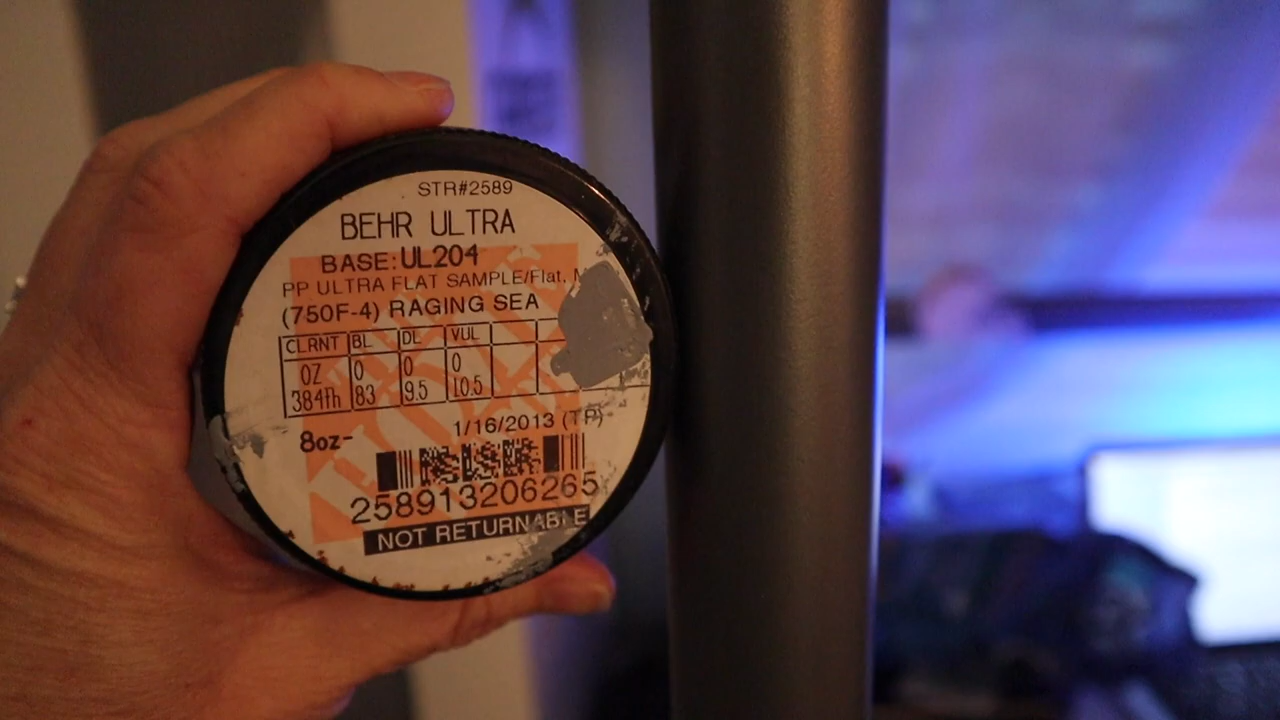 STR#2589
BEHR ULTRA
BASE:UL204
PP ULTRA FLAT SAMPLE/Flat, M
(750F-4) RAGING SEA
CLRNT BL DL VUL
OZ 0 0 0
384th 83 9.5 10.5
8oz-
1/16/2013 (TP)
258913206265
NOT RETURNABLE